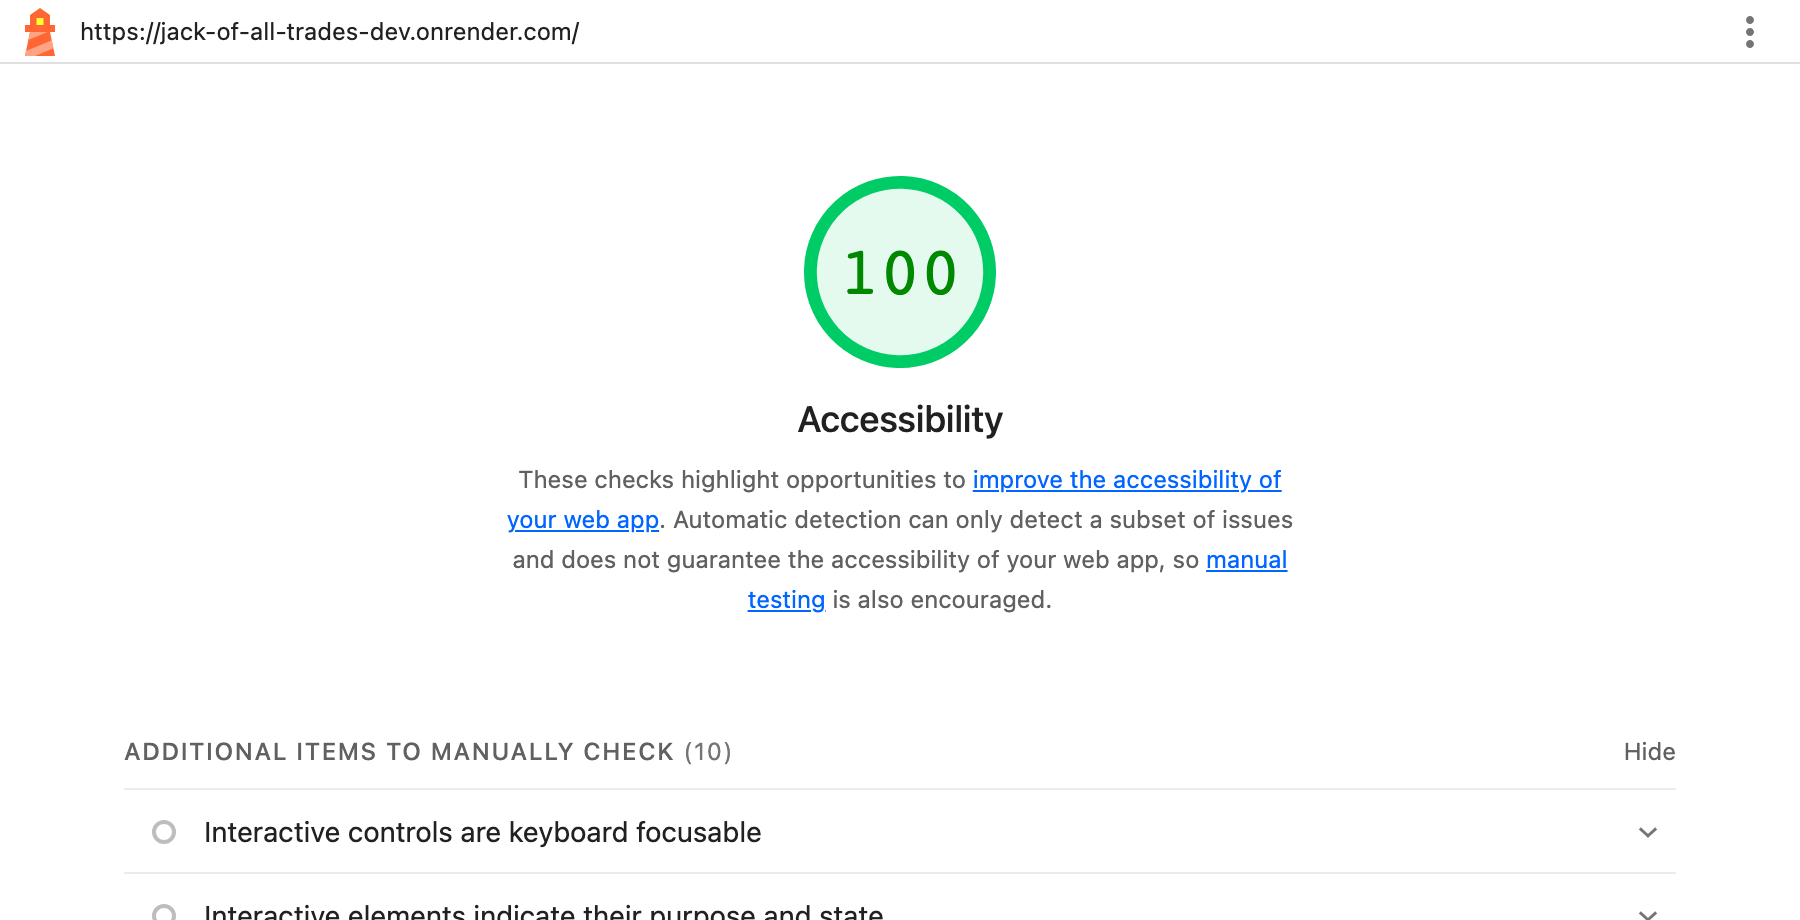 https://jack-of-all-trades-dev.onrender.com/
100
Accessibility
These checks highlight opportunities to improve the accessibility of
your web app. Automatic detection can only detect a subset of issues
and does not guarantee the accessibility of your web app, so manual
testing is also encouraged.
ADDITIONAL ITEMS TO MANUALLY CHECK (10)
Hide
Interactive controls are keyboard focusable
Interactive elements indicate their purpose and state